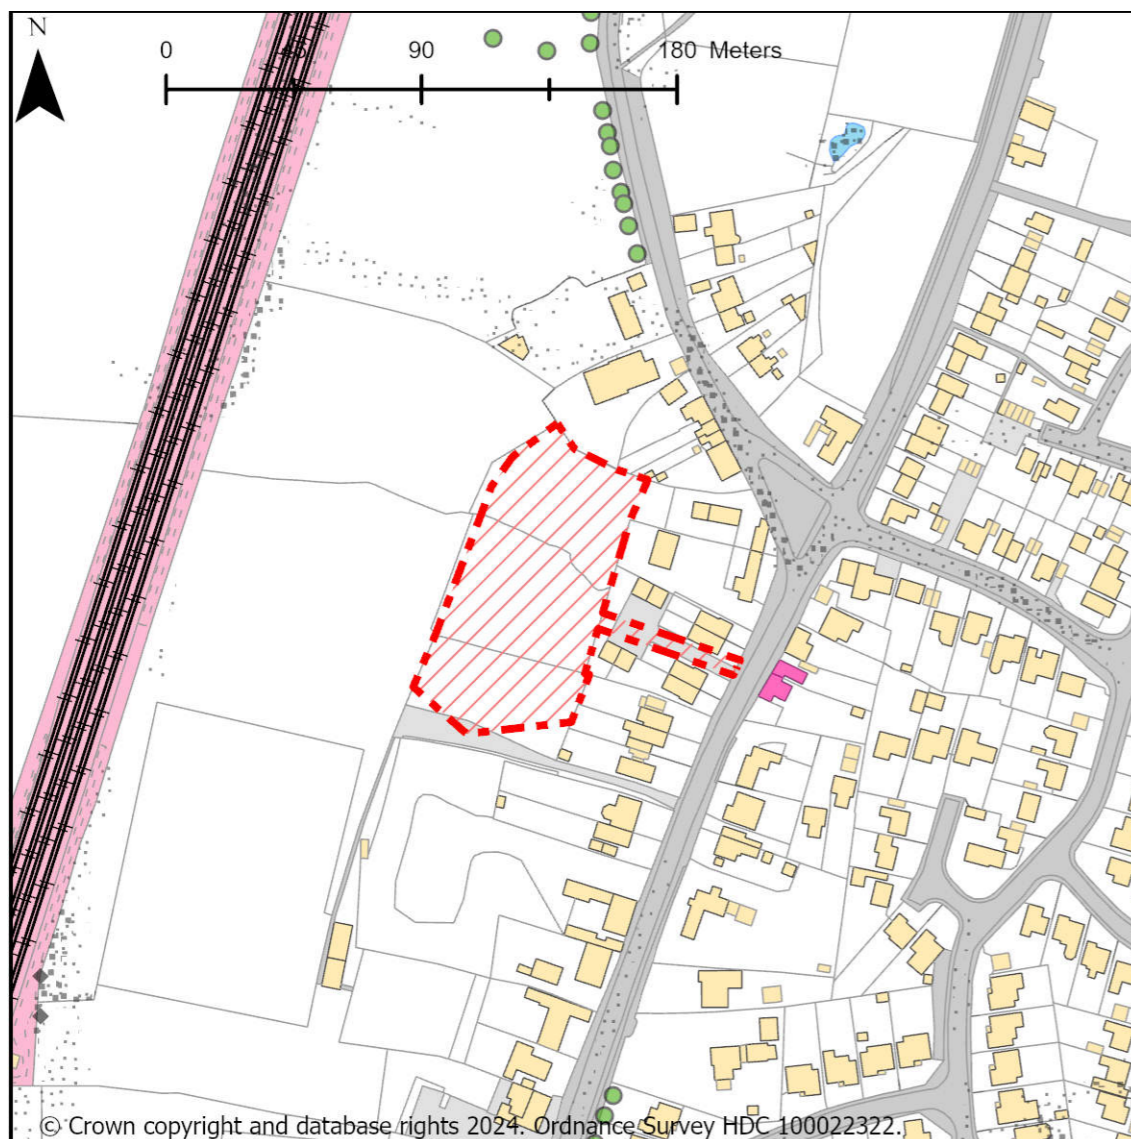 N
0 45 90 180 Meters
© Crown copyright and database rights 2024. Ordnance Survey HDC 100022322.